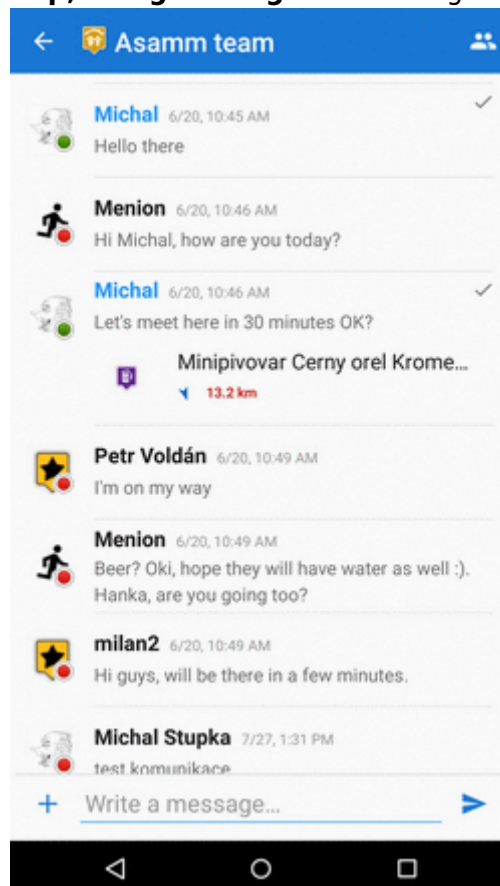 Asamm team
Michal 6/20, 10:45 AM
Hello there
Menion 6/20, 10:46 AM
Hi Michal, how are you today?
Michal 6/20, 10:46 AM
Let's meet here in 30 minutes OK?
Minipivovar Cerny orel Krome...
13.2 km
Petr Voldán 6/20, 10:49 AM
I'm on my way
Menion 6/20, 10:49 AM
Beer? Oki, hope they will have water as well :).
Hanka, are you going too?
milan2 6/20, 10:49 AM
Hi guys, will be there in a few minutes.
Michal Stupka 7/27, 1:31 PM
test komunikace
Write a message...